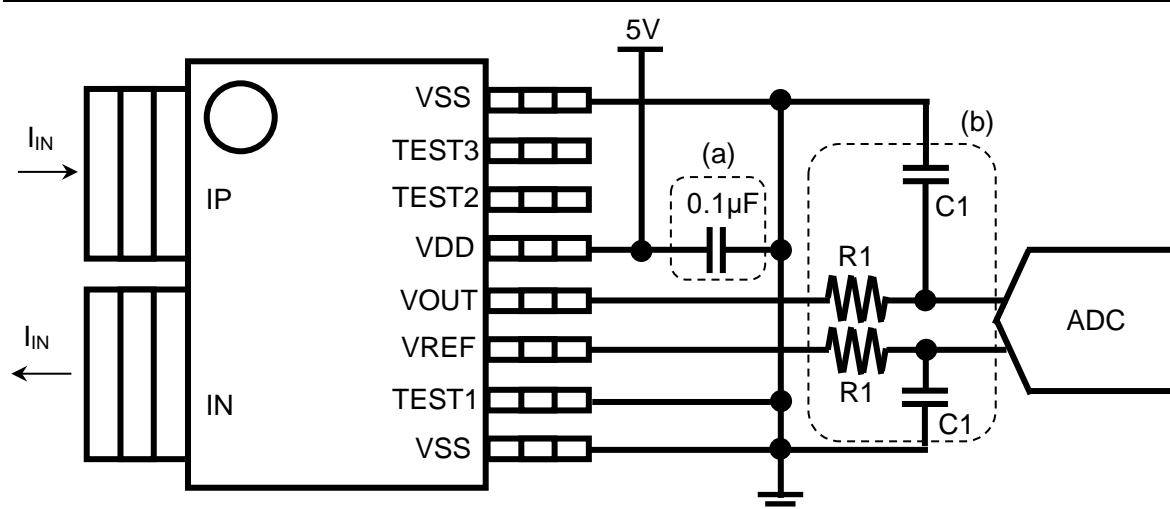 5V
VSS
(b)
I_IN
TEST3
(a)
IP
TEST2
0.1µF
C1
VDD
R1
VOUT
ADC
I_IN
VREF
R1
IN
TEST1
C1
VSS